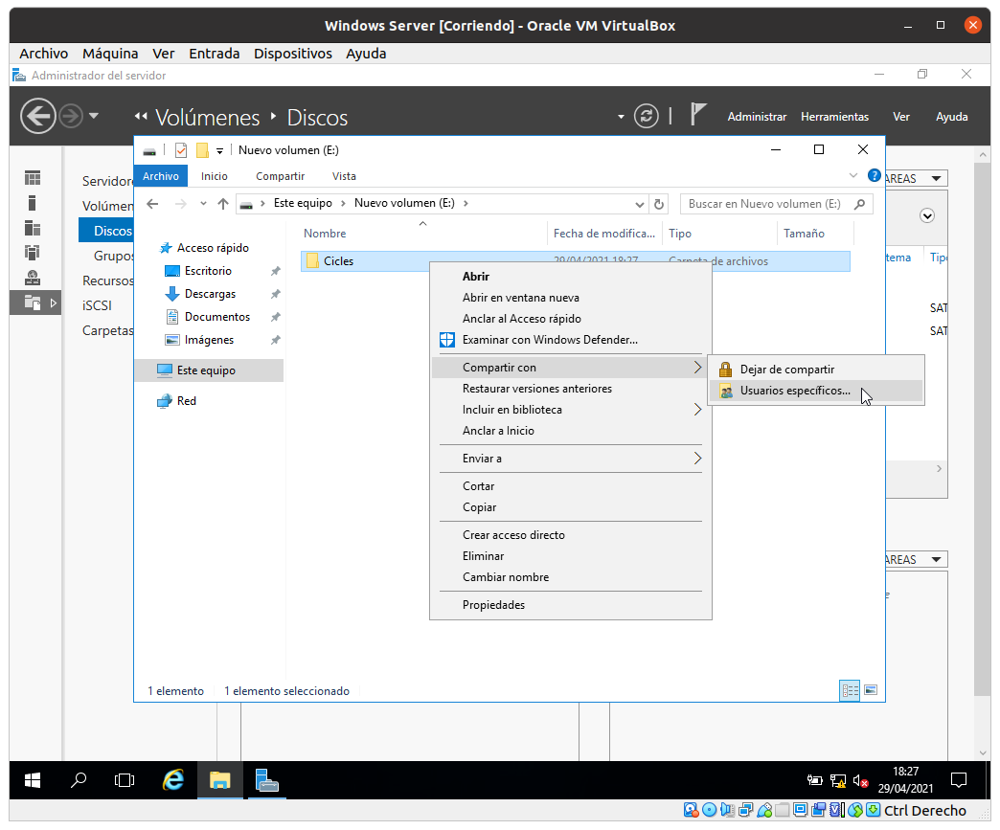 Windows Server [Corriendo] - Oracle VM VirtualBox
Archivo Máquina Ver Entrada Dispositivos Ayuda
Administrador del servidor
Volúmenes Discos
Administrar Herramientas Ver Ayuda
Nuevo volumen (E:)
Archivo Inicio Compartir Vista
AREAS
Este equipo Nuevo volumen (E:)
Buscar en Nuevo volumen (E:)
Servidor
Volúmen
Discos
Grupos
Recursos
iSCSI
Carpetas
Acceso rápido
Escritorio
Descargas
Documentos
Imágenes
Este equipo
Red
Nombre Fecha de modifica... Tipo Tamaño
Cicles 29/04/2021 18:27 Carpeta de archivos
tema Tipo
SAT
SAT
Abrir
Abrir en ventana nueva
Anclar al Acceso rápido
Examinar con Windows Defender...
Compartir con
Restaurar versiones anteriores
Incluir en biblioteca
Anclar a Inicio
Enviar a
Cortar
Copiar
Crear acceso directo
Eliminar
Cambiar nombre
Propiedades
Dejar de compartir
Usuarios específicos...
AREAS
1 elemento 1 elemento seleccionado
18:27
29/04/2021
Ctrl Derecho